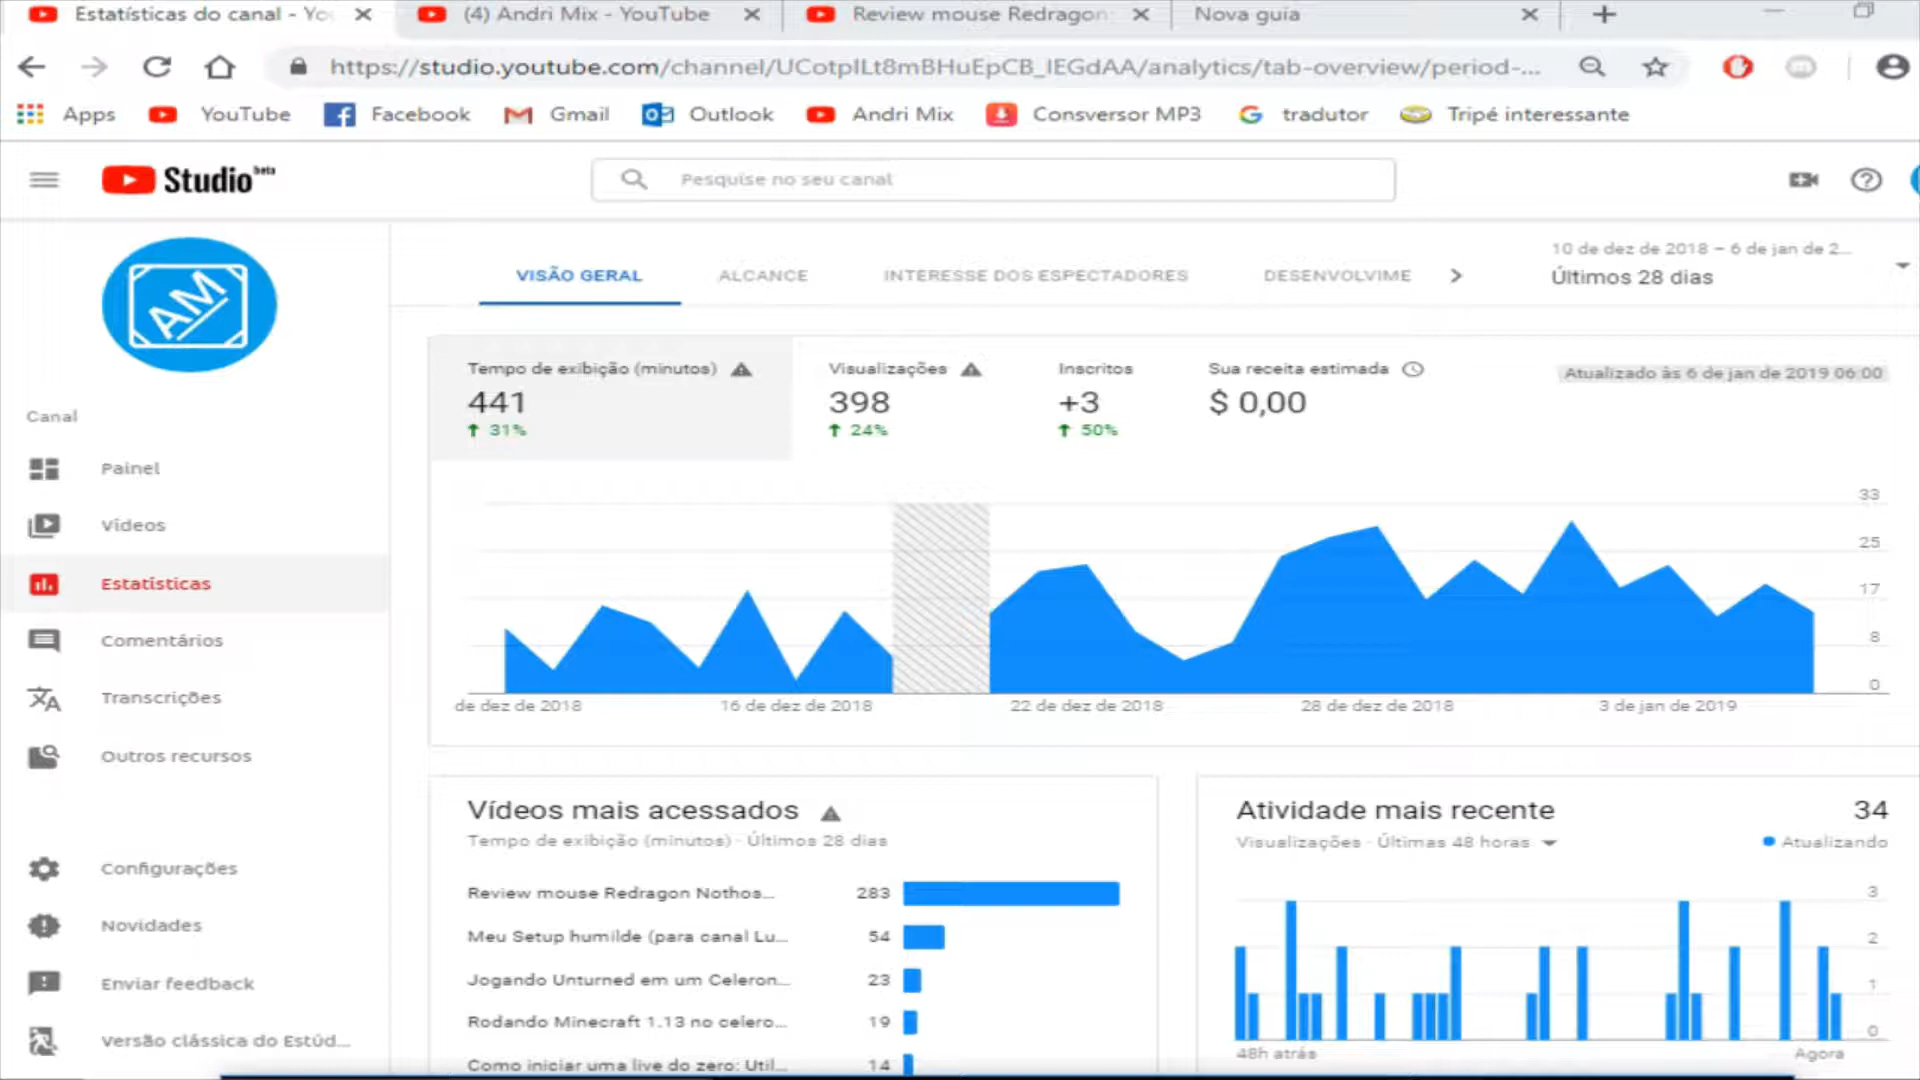 Estatísticas do canal - Yo
(4) Andri Mix - YouTube
Review mouse Redragon
Nova guia
https://studio.youtube.com/channel/UCotpILt8mBHuEpCB_IEGdAA/analytics/tab-overview/period-...
Apps YouTube Facebook Gmail Outlook Andri Mix Consversor MP3 tradutor Tripé interessante
Studio beta
Pesquise no seu canal
AM
Canal
Painel
Vídeos
Estatísticas
Comentários
Transcrições
Outros recursos
Configurações
Novidades
Enviar feedback
Versão clássica do Estúd...
VISÃO GERAL ALCANCE INTERESSE DOS ESPECTADORES DESENVOLVIME
10 de dez de 2018 – 6 de jan de 2...
Últimos 28 dias
Tempo de exibição (minutos)
441
31%
Visualizações
398
24%
Inscritos
+3
50%
Sua receita estimada
$ 0,00
Atualizado às 6 de jan de 2019 06:00
33
25
17
8
0
de dez de 2018 16 de dez de 2018 22 de dez de 2018 28 de dez de 2018 3 de jan de 2019
Vídeos mais acessados
Tempo de exibição (minutos) · Últimos 28 dias
Review mouse Redragon Nothos... 283
Meu Setup humilde (para canal Lu... 54
Jogando Unturned em um Celeron... 23
Rodando Minecraft 1.13 no celero... 19
Como iniciar uma live do zero: Util... 14
Atividade mais recente 34
Visualizações · Últimas 48 horas Atualizando
3
2
1
0
48h atrás Agora